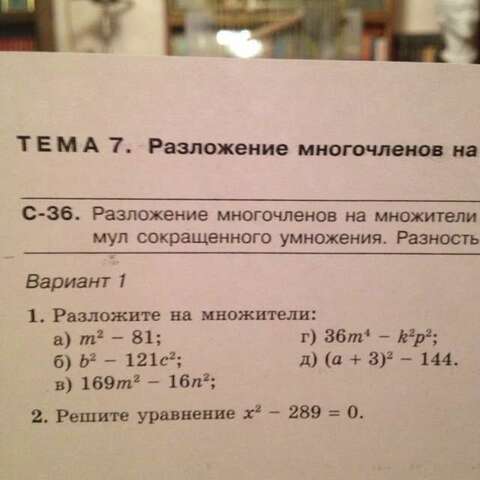 ТЕМА 7. Разложение многочленов на
С-36. Разложение многочленов на множители
мул сокращенного умножения. Разность
Вариант 1
1. Разложите на множители:
а) m² – 81; г) 36m⁴ – k²p²;
б) b² – 121c²; д) (a + 3)² – 144.
в) 169m² – 16n²;
2. Решите уравнение x² – 289 = 0.